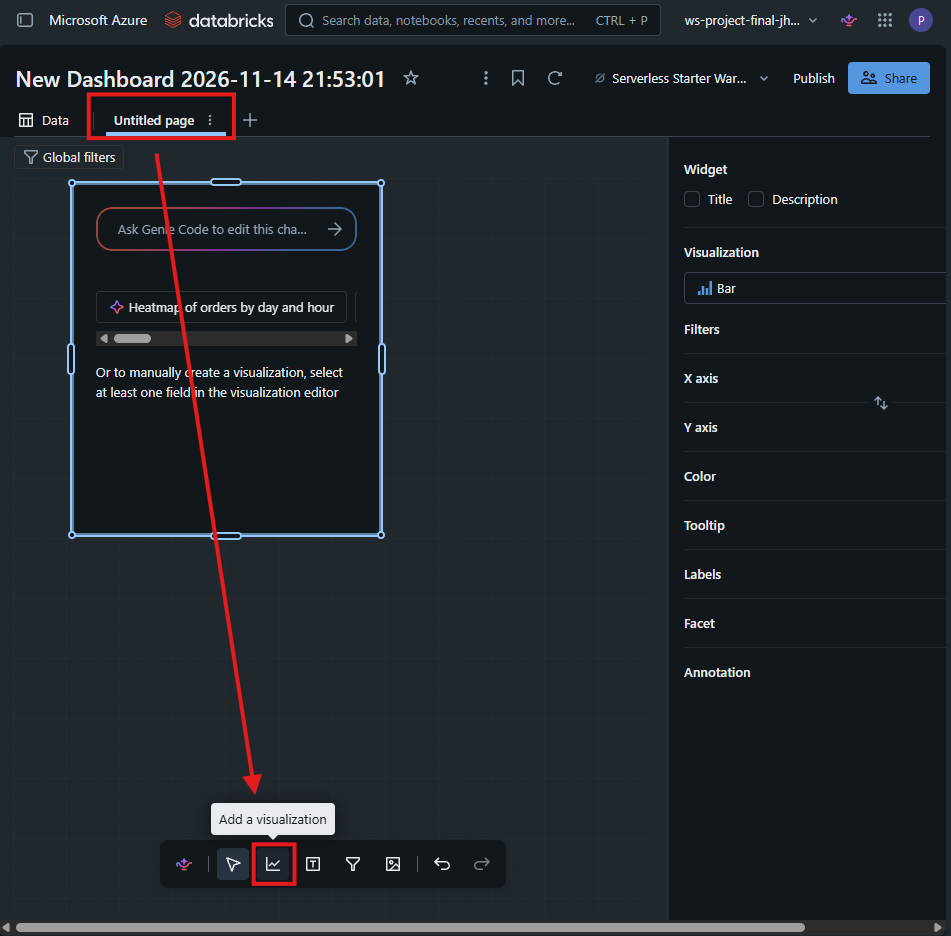 Microsoft Azure databricks Search data, notebooks, recents, and more... CTRL + P ws-project-final-jh... P
New Dashboard 2026-11-14 21:53:01 Serverless Starter War... Publish Share
Data Untitled page
Global filters
Ask Genie Code to edit this cha...
Heatmap of orders by day and hour
Or to manually create a visualization, select
at least one field in the visualization editor
Widget
Title Description
Visualization
Bar
Filters
X axis
Y axis
Color
Tooltip
Labels
Facet
Annotation
Add a visualization